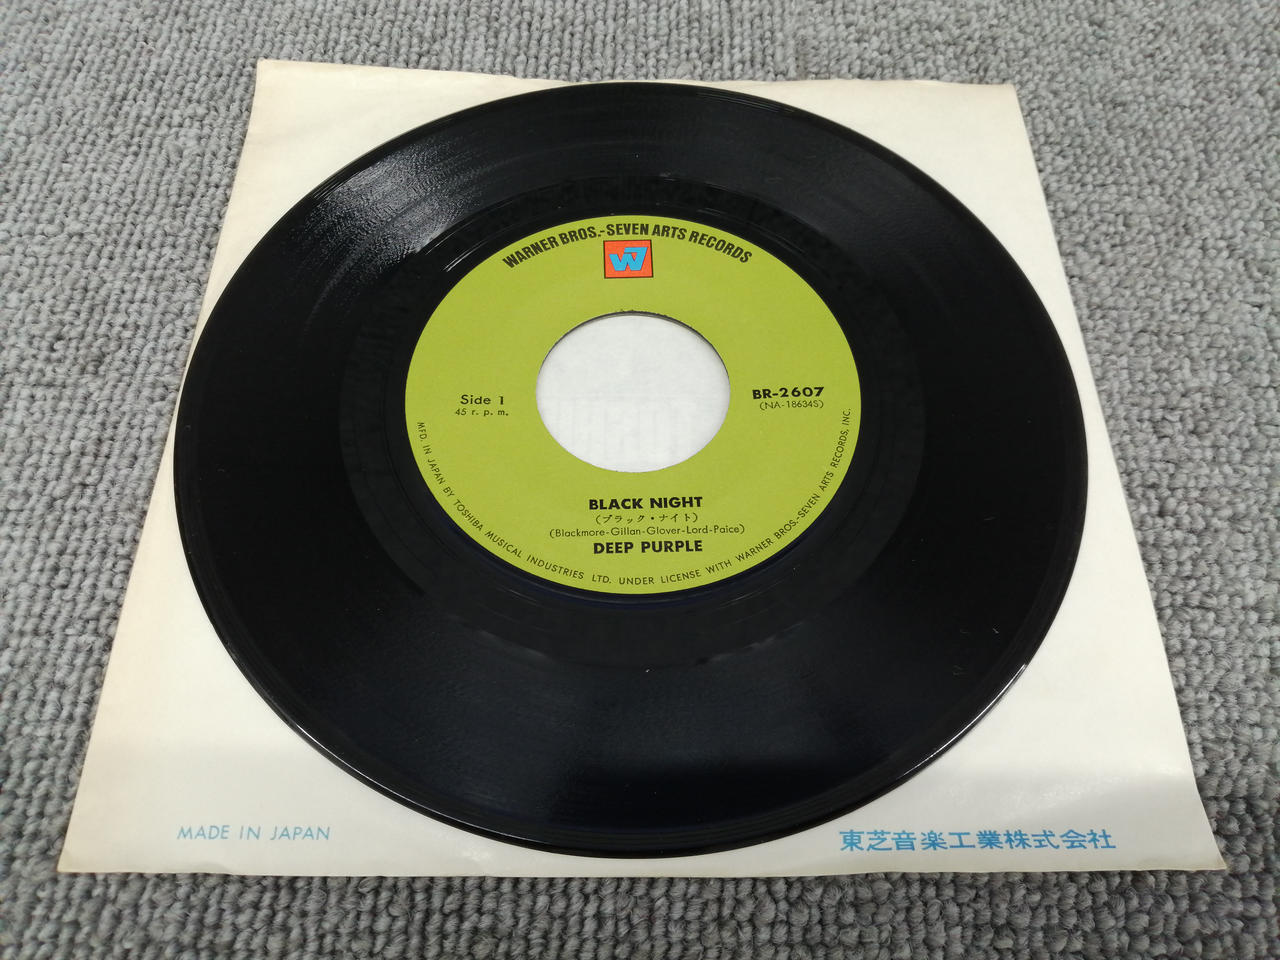 WARNER BROS.-SEVEN ARTS RECORDS
W7
Side 1
45 r. p. m.
BR-2607
(NA-18634S)
BLACK NIGHT
(ブラック・ナイト)
(Blackmore-Gillan-Glover-Lord-Paice)
DEEP PURPLE
MFD. IN JAPAN BY TOSHIBA MUSICAL INDUSTRIES LTD. UNDER LICENSE WITH WARNER BROS.-SEVEN ARTS RECORDS, INC.
MADE IN JAPAN
東芝音楽工業株式会社